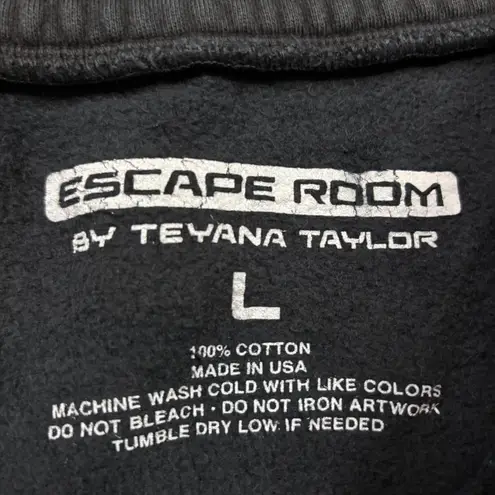 ESCAPE ROOM
BY TEYANA TAYLOR
L
100% COTTON
MADE IN USA
MACHINE WASH COLD WITH LIKE COLORS
DO NOT BLEACH · DO NOT IRON ARTWORK
TUMBLE DRY LOW IF NEEDED